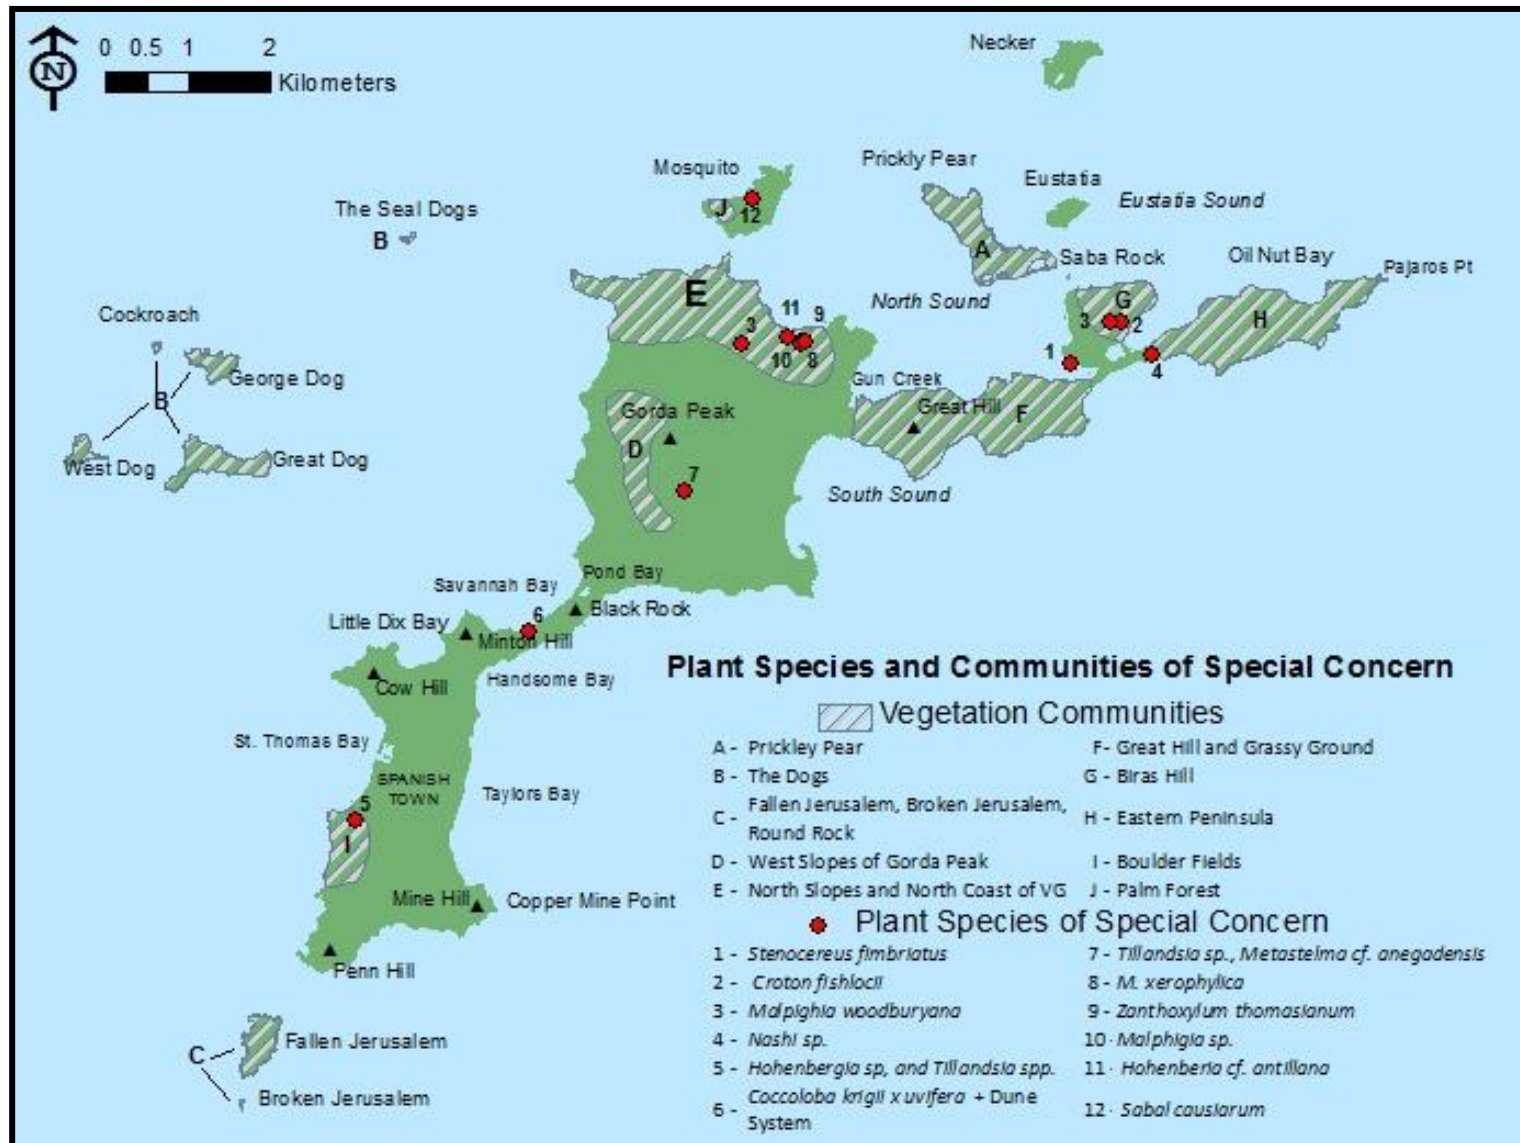 N
0 0.5 1 2
Kilometers
Necker
Mosquito
J
12
Prickly Pear
A
Eustatia
Eustatia Sound
The Seal Dogs
B
Saba Rock
Oil Nut Bay
Pajaros Pt
North Sound
E
3
11
9
10
8
G
3
2
H
1
4
Cockroach
George Dog
B
West Dog
Great Dog
Gun Creek
Great Hill
F
Gorda Peak
D
7
South Sound
Pond Bay
Savannah Bay
6
Black Rock
Little Dix Bay
Minton Hill
Cow Hill
Handsome Bay
St. Thomas Bay
SPANISH
TOWN
Taylors Bay
5
I
Mine Hill
Copper Mine Point
Penn Hill
C
Fallen Jerusalem
Broken Jerusalem
Plant Species and Communities of Special Concern
Vegetation Communities
A - Prickley Pear
B - The Dogs
C - Fallen Jerusalem, Broken Jerusalem,
Round Rock
D - West Slopes of Gorda Peak
E - North Slopes and North Coast of VG
F- Great Hill and Grassy Ground
G - Biras Hill
H - Eastern Peninsula
I - Boulder Fields
J - Palm Forest
Plant Species of Special Concern
1 - Stenocereus fimbriatus
2 - Croton fishlocii
3 - Malpighia woodburyana
4 - Nashi sp.
5 - Hohenbergia sp, and Tillandsia spp.
6 - Coccoloba krigii x uvifera + Dune
System
7 - Tillandsia sp., Metastelma cf. anegadensis
8 - M. xerophylica
9 - Zanthoxylum thomasianum
10 · Malphigia sp.
11 · Hohenberia cf. antillana
12 · Sabal causiarum